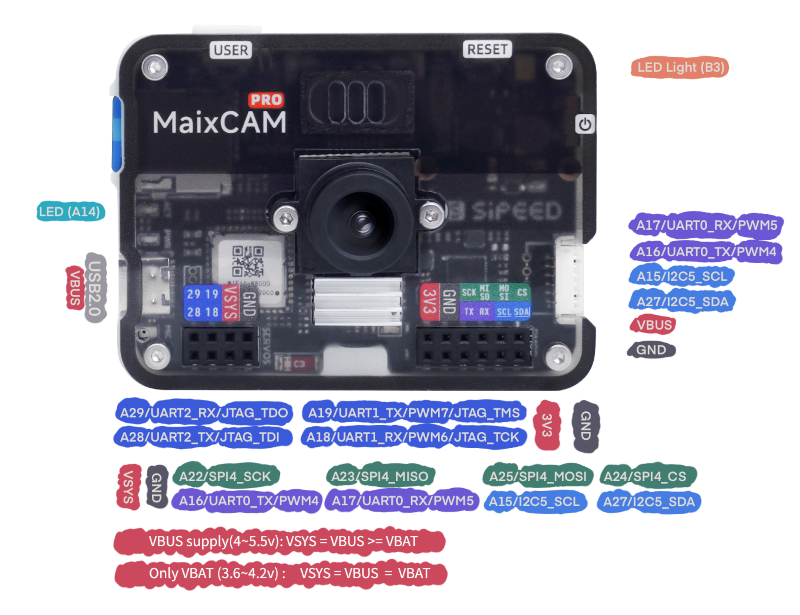 USER
RESET
LED Light (B3)
PRO
MaixCAM
LED (A14)
SiPEED
A17/UART0_RX/PWM5
A16/UART0_TX/PWM4
A15/I2C5_SCL
A27/I2C5_SDA
VBUS
GND
VBUS
USB2.0
29 19
28 18
VSYS
GND
3V3
GND
SCK MISO MOSI CS
TX RX SCL SDA
SERVOS
A29/UART2_RX/JTAG_TDO
A19/UART1_TX/PWM7/JTAG_TMS
A28/UART2_TX/JTAG_TDI
A18/UART1_RX/PWM6/JTAG_TCK
3V3
GND
VSYS
GND
A22/SPI4_SCK
A23/SPI4_MISO
A25/SPI4_MOSI
A24/SPI4_CS
A16/UART0_TX/PWM4
A17/UART0_RX/PWM5
A15/I2C5_SCL
A27/I2C5_SDA
VBUS supply(4~5.5v): VSYS = VBUS >= VBAT
Only VBAT (3.6~4.2v) : VSYS = VBUS = VBAT